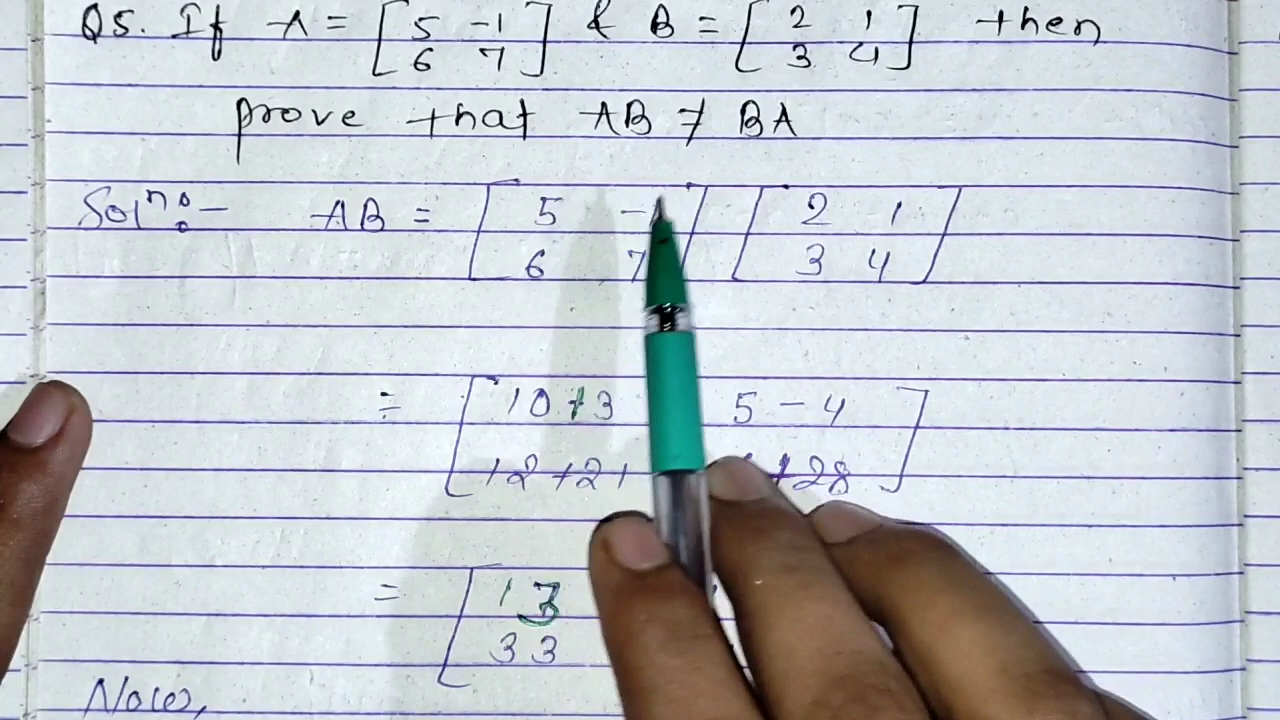 Q5. If A = [5 -1] & B = [2 1] then
[6 7] [3 4]
prove that AB ≠ BA
Soln:- AB = [5 -] [2 1]
[6 7] [3 4]
= [10+3 5-4]
[12+21 +28]
= [13
[33
Now,